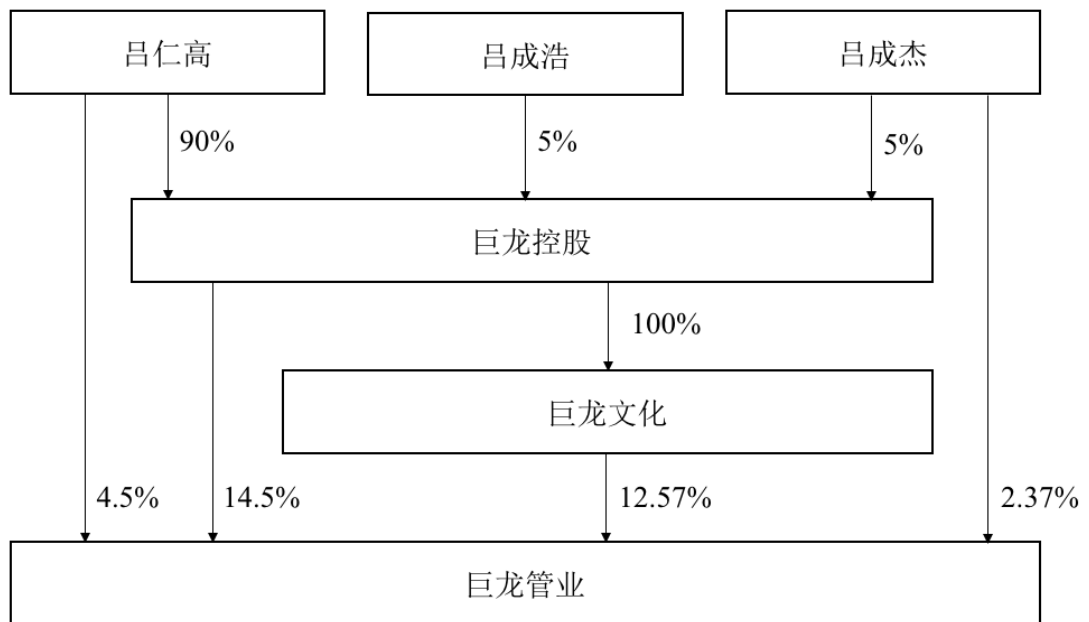 吕仁高
吕成浩
吕成杰
90%
5%
5%
巨龙控股
100%
巨龙文化
4.5%
14.5%
12.57%
2.37%
巨龙管业